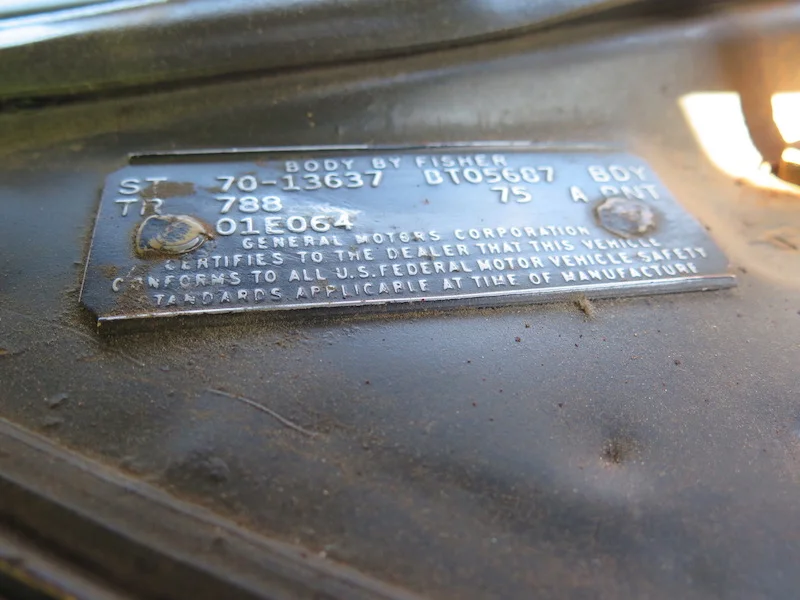 BODY BY FISHER
ST 70-13637 BT05687 BDY
TR 788 75 A PNT
01E064
GENERAL MOTORS CORPORATION
CERTIFIES TO THE DEALER THAT THIS VEHICLE
CONFORMS TO ALL U.S. FEDERAL MOTOR VEHICLE SAFETY
STANDARDS APPLICABLE AT TIME OF MANUFACTURE